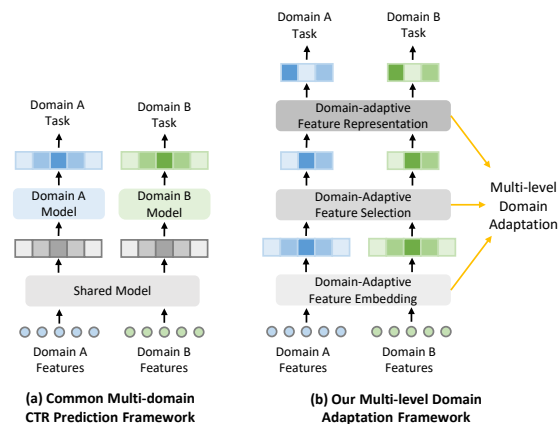 Domain A
Task
Domain B
Task
Domain A
Model
Domain B
Model
Shared Model
Domain A
Features
Domain B
Features
(a) Common Multi-domain
CTR Prediction Framework
Domain A
Task
Domain B
Task
Domain-adaptive
Feature Representation
Domain-Adaptive
Feature Selection
Domain-Adaptive
Feature Embedding
Multi-level
Domain
Adaptation
Domain A
Features
Domain B
Features
(b) Our Multi-level Domain
Adaptation Framework